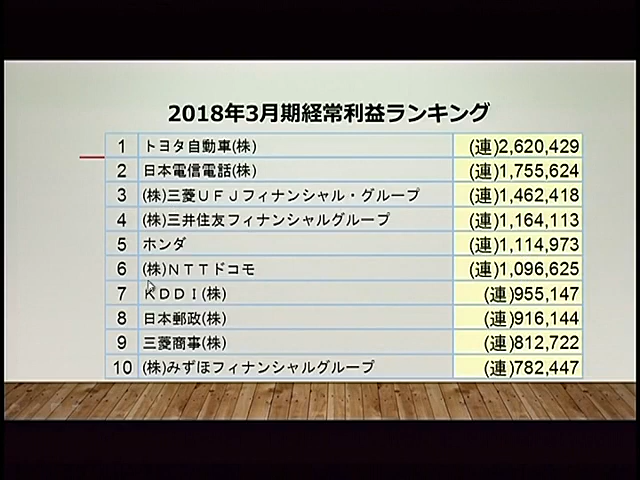 2018年3月期経常利益ランキング
1 トヨタ自動車(株) (連)2,620,429
2 日本電信電話(株) (連)1,755,624
3 (株)三菱ＵＦＪフィナンシャル・グループ (連)1,462,418
4 (株)三井住友フィナンシャルグループ (連)1,164,113
5 ホンダ (連)1,114,973
6 (株)ＮＴＴドコモ (連)1,096,625
7 ＫＤＤＩ(株) (連)955,147
8 日本郵政(株) (連)916,144
9 三菱商事(株) (連)812,722
10 (株)みずほフィナンシャルグループ (連)782,447